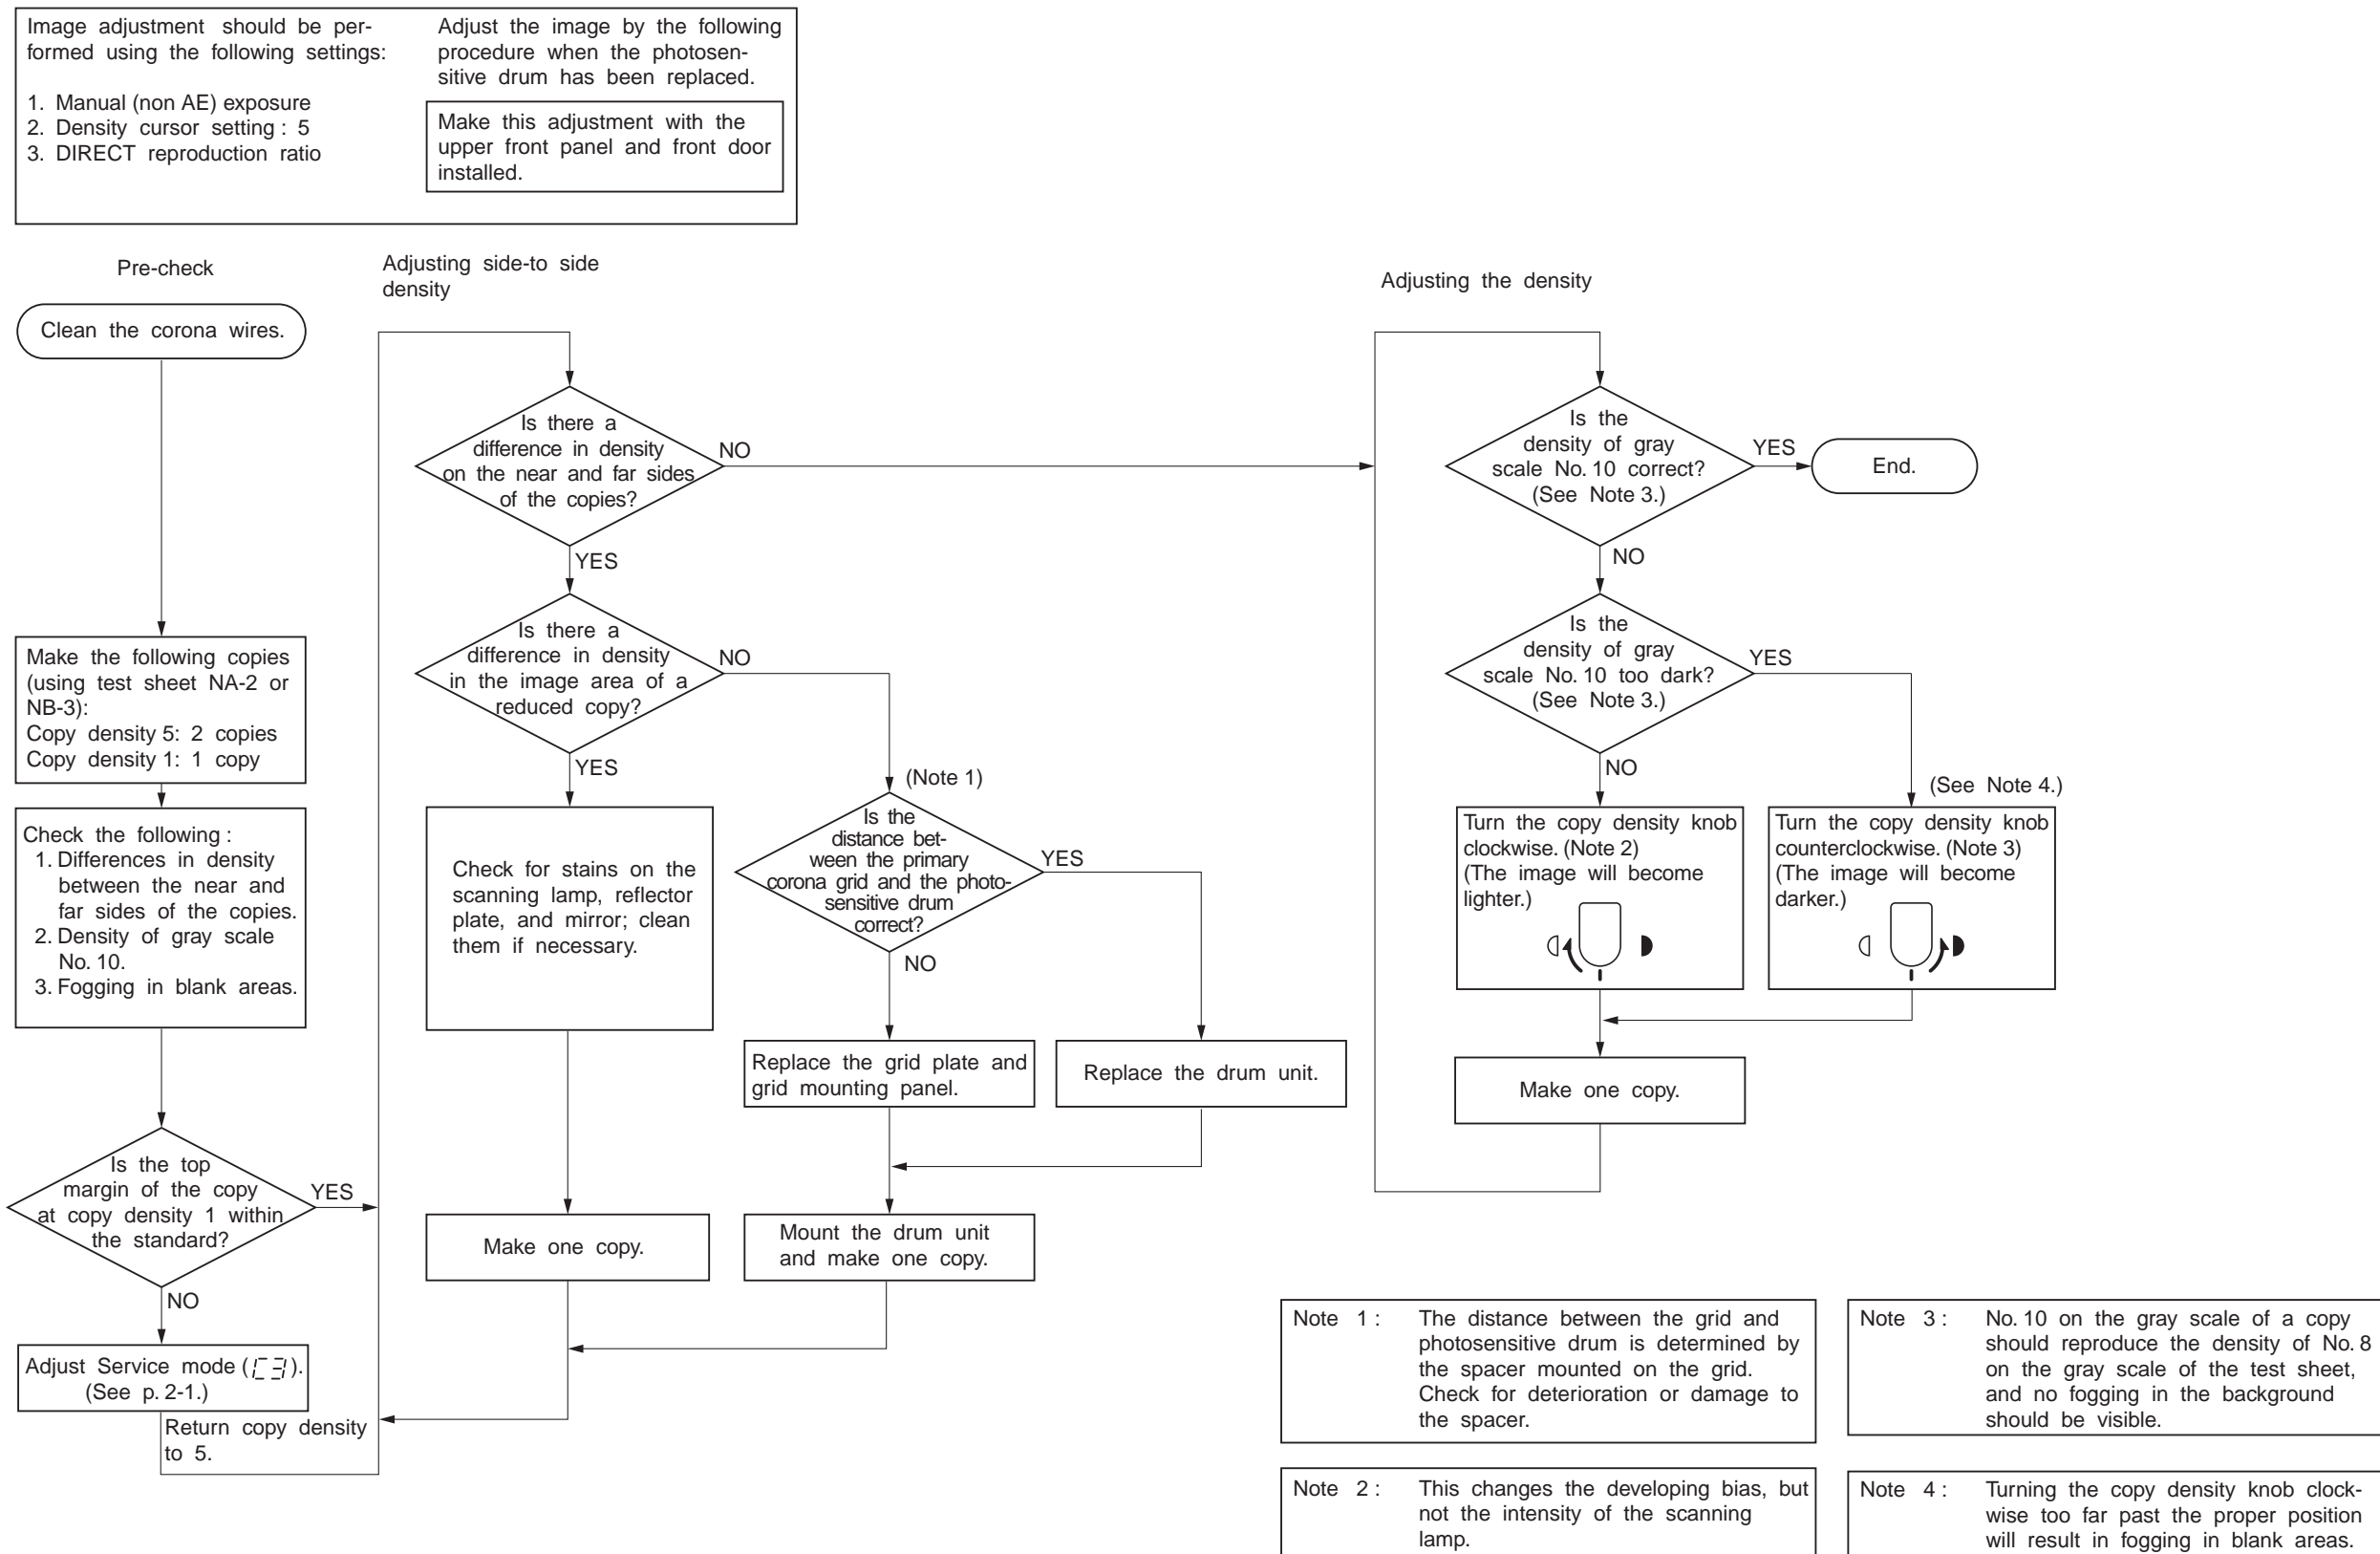 Image adjustment should be per-
formed using the following settings:
1. Manual (non AE) exposure
2. Density cursor setting : 5
3. DIRECT reproduction ratio
Adjust the image by the following
procedure when the photosen-
sitive drum has been replaced.
Make this adjustment with the
upper front panel and front door
installed.
Pre-check
Clean the corona wires.
Make the following copies
(using test sheet NA-2 or
NB-3):
Copy density 5: 2 copies
Copy density 1: 1 copy
Check the following :
1. Differences in density
between the near and
far sides of the copies.
2. Density of gray scale
No. 10.
3. Fogging in blank areas.
Is the top
margin of the copy
at copy density 1 within
the standard?
YES
NO
Adjust Service mode ([3).
(See p. 2-1.)
Return copy density
to 5.
Adjusting side-to side
density
Is there a
difference in density
on the near and far sides
of the copies?
NO
YES
Is there a
difference in density
in the image area of a
reduced copy?
NO
YES
Check for stains on the
scanning lamp, reflector
plate, and mirror; clean
them if necessary.
Make one copy.
(Note 1)
Is the
distance bet-
ween the primary
corona grid and the photo-
sensitive drum
correct?
YES
NO
Replace the grid plate and
grid mounting panel.
Replace the drum unit.
Mount the drum unit
and make one copy.
Adjusting the density
Is the
density of gray
scale No. 10 correct?
(See Note 3.)
YES
End.
NO
Is the
density of gray
scale No. 10 too dark?
(See Note 3.)
YES
NO
Turn the copy density knob
clockwise. (Note 2)
(The image will become
lighter.)
(See Note 4.)
Turn the copy density knob
counterclockwise. (Note 3)
(The image will become
darker.)
Make one copy.
Note 1 : The distance between the grid and
photosensitive drum is determined by
the spacer mounted on the grid.
Check for deterioration or damage to
the spacer.
Note 2 : This changes the developing bias, but
not the intensity of the scanning
lamp.
Note 3 : No. 10 on the gray scale of a copy
should reproduce the density of No. 8
on the gray scale of the test sheet,
and no fogging in the background
should be visible.
Note 4 : Turning the copy density knob clock-
wise too far past the proper position
will result in fogging in blank areas.